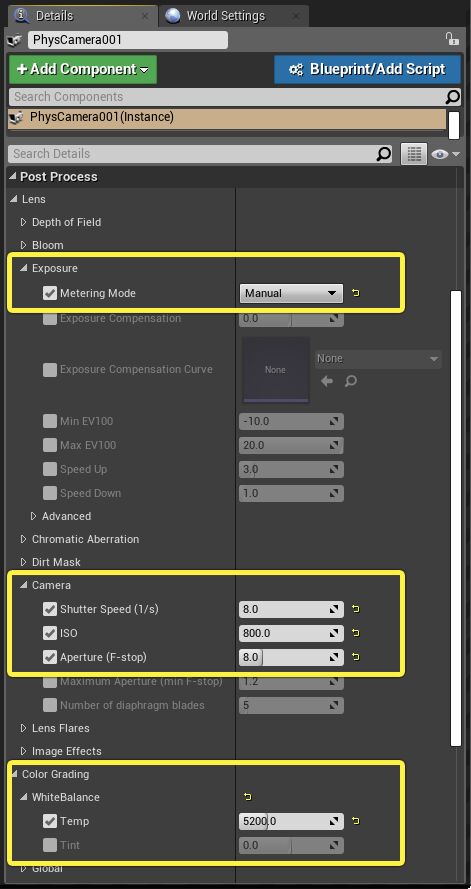 Details
World Settings
PhysCamera001
Add Component
Blueprint/Add Script
Search Components
PhysCamera001(Instance)
Search Details
Post Process
Lens
Depth of Field
Bloom
Exposure
Metering Mode Manual
Exposure Compensation 0.0
Exposure Compensation Curve None None
Min EV100 -10.0
Max EV100 20.0
Speed Up 3.0
Speed Down 1.0
Advanced
Chromatic Aberration
Dirt Mask
Camera
Shutter Speed (1/s) 8.0
ISO 800.0
Aperture (F-stop) 8.0
Maximum Aperture (min F-stop) 1.2
Number of diaphragm blades 5
Lens Flares
Image Effects
Color Grading
WhiteBalance
Temp 5200.0
Tint 0.0
Global